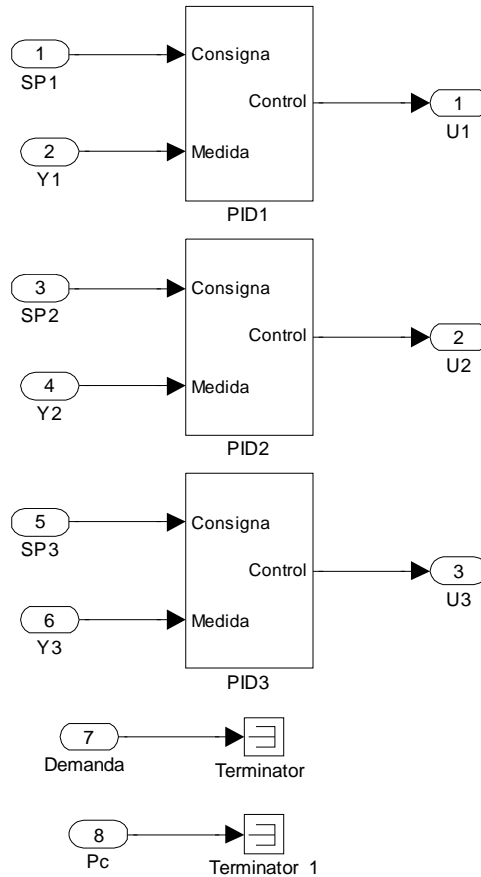 1
SP1
Consigna
Control
1
U1
2
Y1
Medida
PID1
3
SP2
Consigna
Control
2
U2
4
Y2
Medida
PID2
5
SP3
Consigna
Control
3
U3
6
Y3
Medida
PID3
7
Demanda
Terminator
8
Pc
Terminator 1